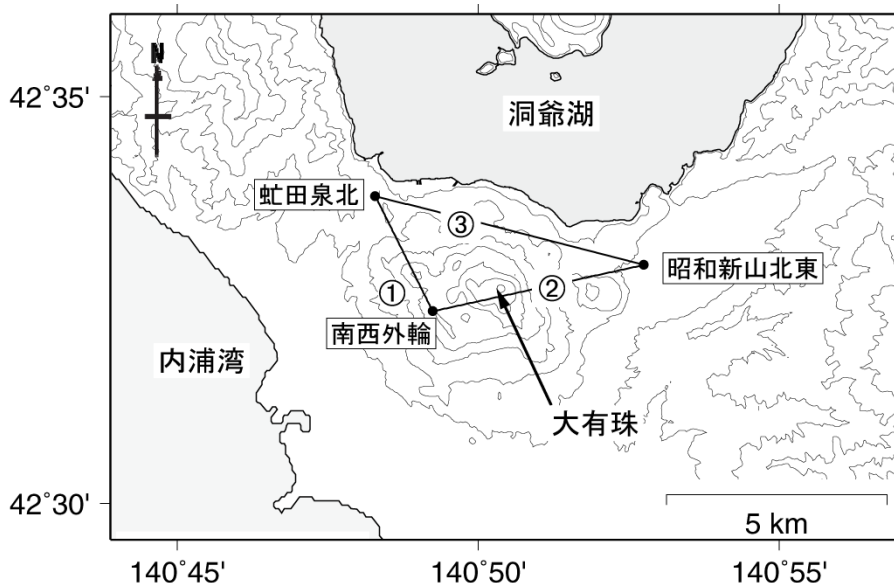 N
42˚35'
洞爺湖
虻田泉北
③
昭和新山北東
①
②
南西外輪
内浦湾
大有珠
42˚30'
5 km
140˚45'
140˚50'
140˚55'